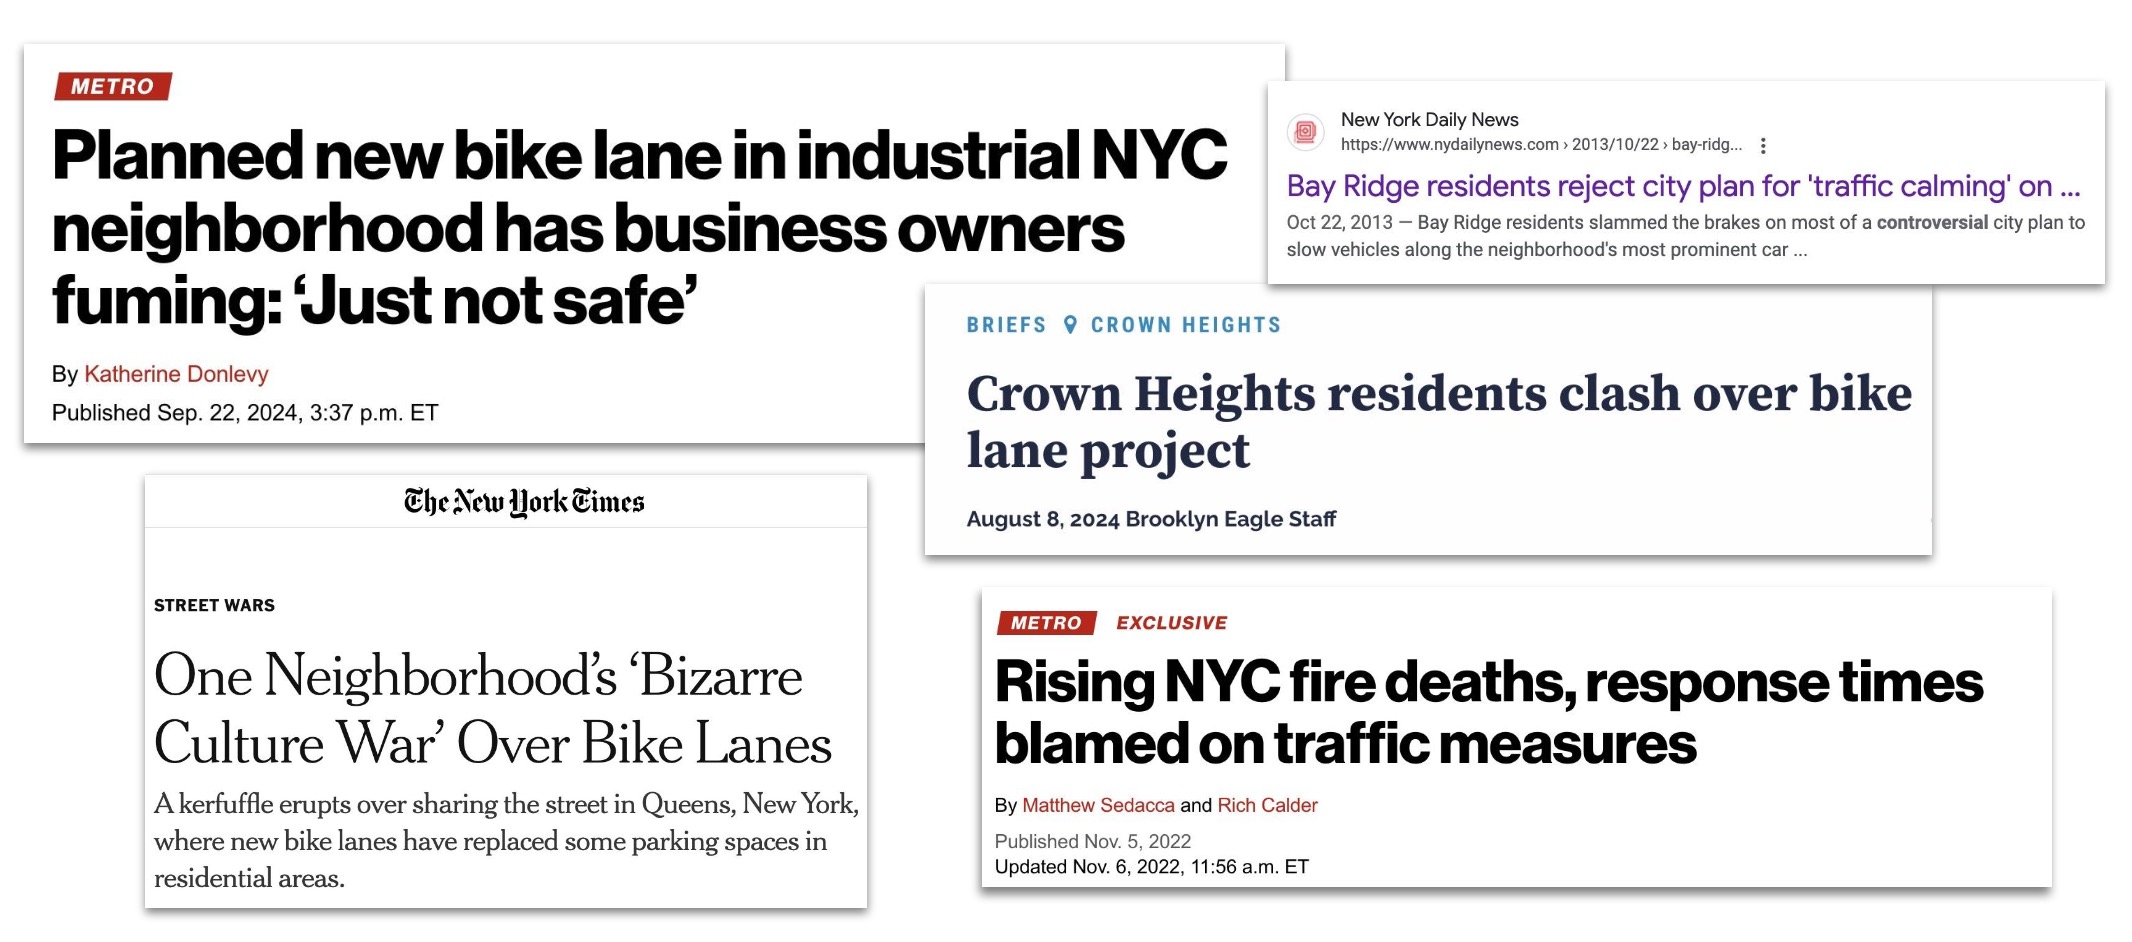 METRO
Planned new bike lane in industrial NYC
neighborhood has business owners
fuming: ‘Just not safe’
By Katherine Donlevy
Published Sep. 22, 2024, 3:37 p.m. ET
New York Daily News
https://www.nydailynews.com › 2013/10/22 › bay-ridg...
Bay Ridge residents reject city plan for 'traffic calming' on ...
Oct 22, 2013 — Bay Ridge residents slammed the brakes on most of a controversial city plan to
slow vehicles along the neighborhood's most prominent car ...
BRIEFS CROWN HEIGHTS
Crown Heights residents clash over bike
lane project
August 8, 2024 Brooklyn Eagle Staff
The New York Times
STREET WARS
One Neighborhood’s ‘Bizarre
Culture War’ Over Bike Lanes
A kerfuffle erupts over sharing the street in Queens, New York,
where new bike lanes have replaced some parking spaces in
residential areas.
METRO EXCLUSIVE
Rising NYC fire deaths, response times
blamed on traffic measures
By Matthew Sedacca and Rich Calder
Published Nov. 5, 2022
Updated Nov. 6, 2022, 11:56 a.m. ET